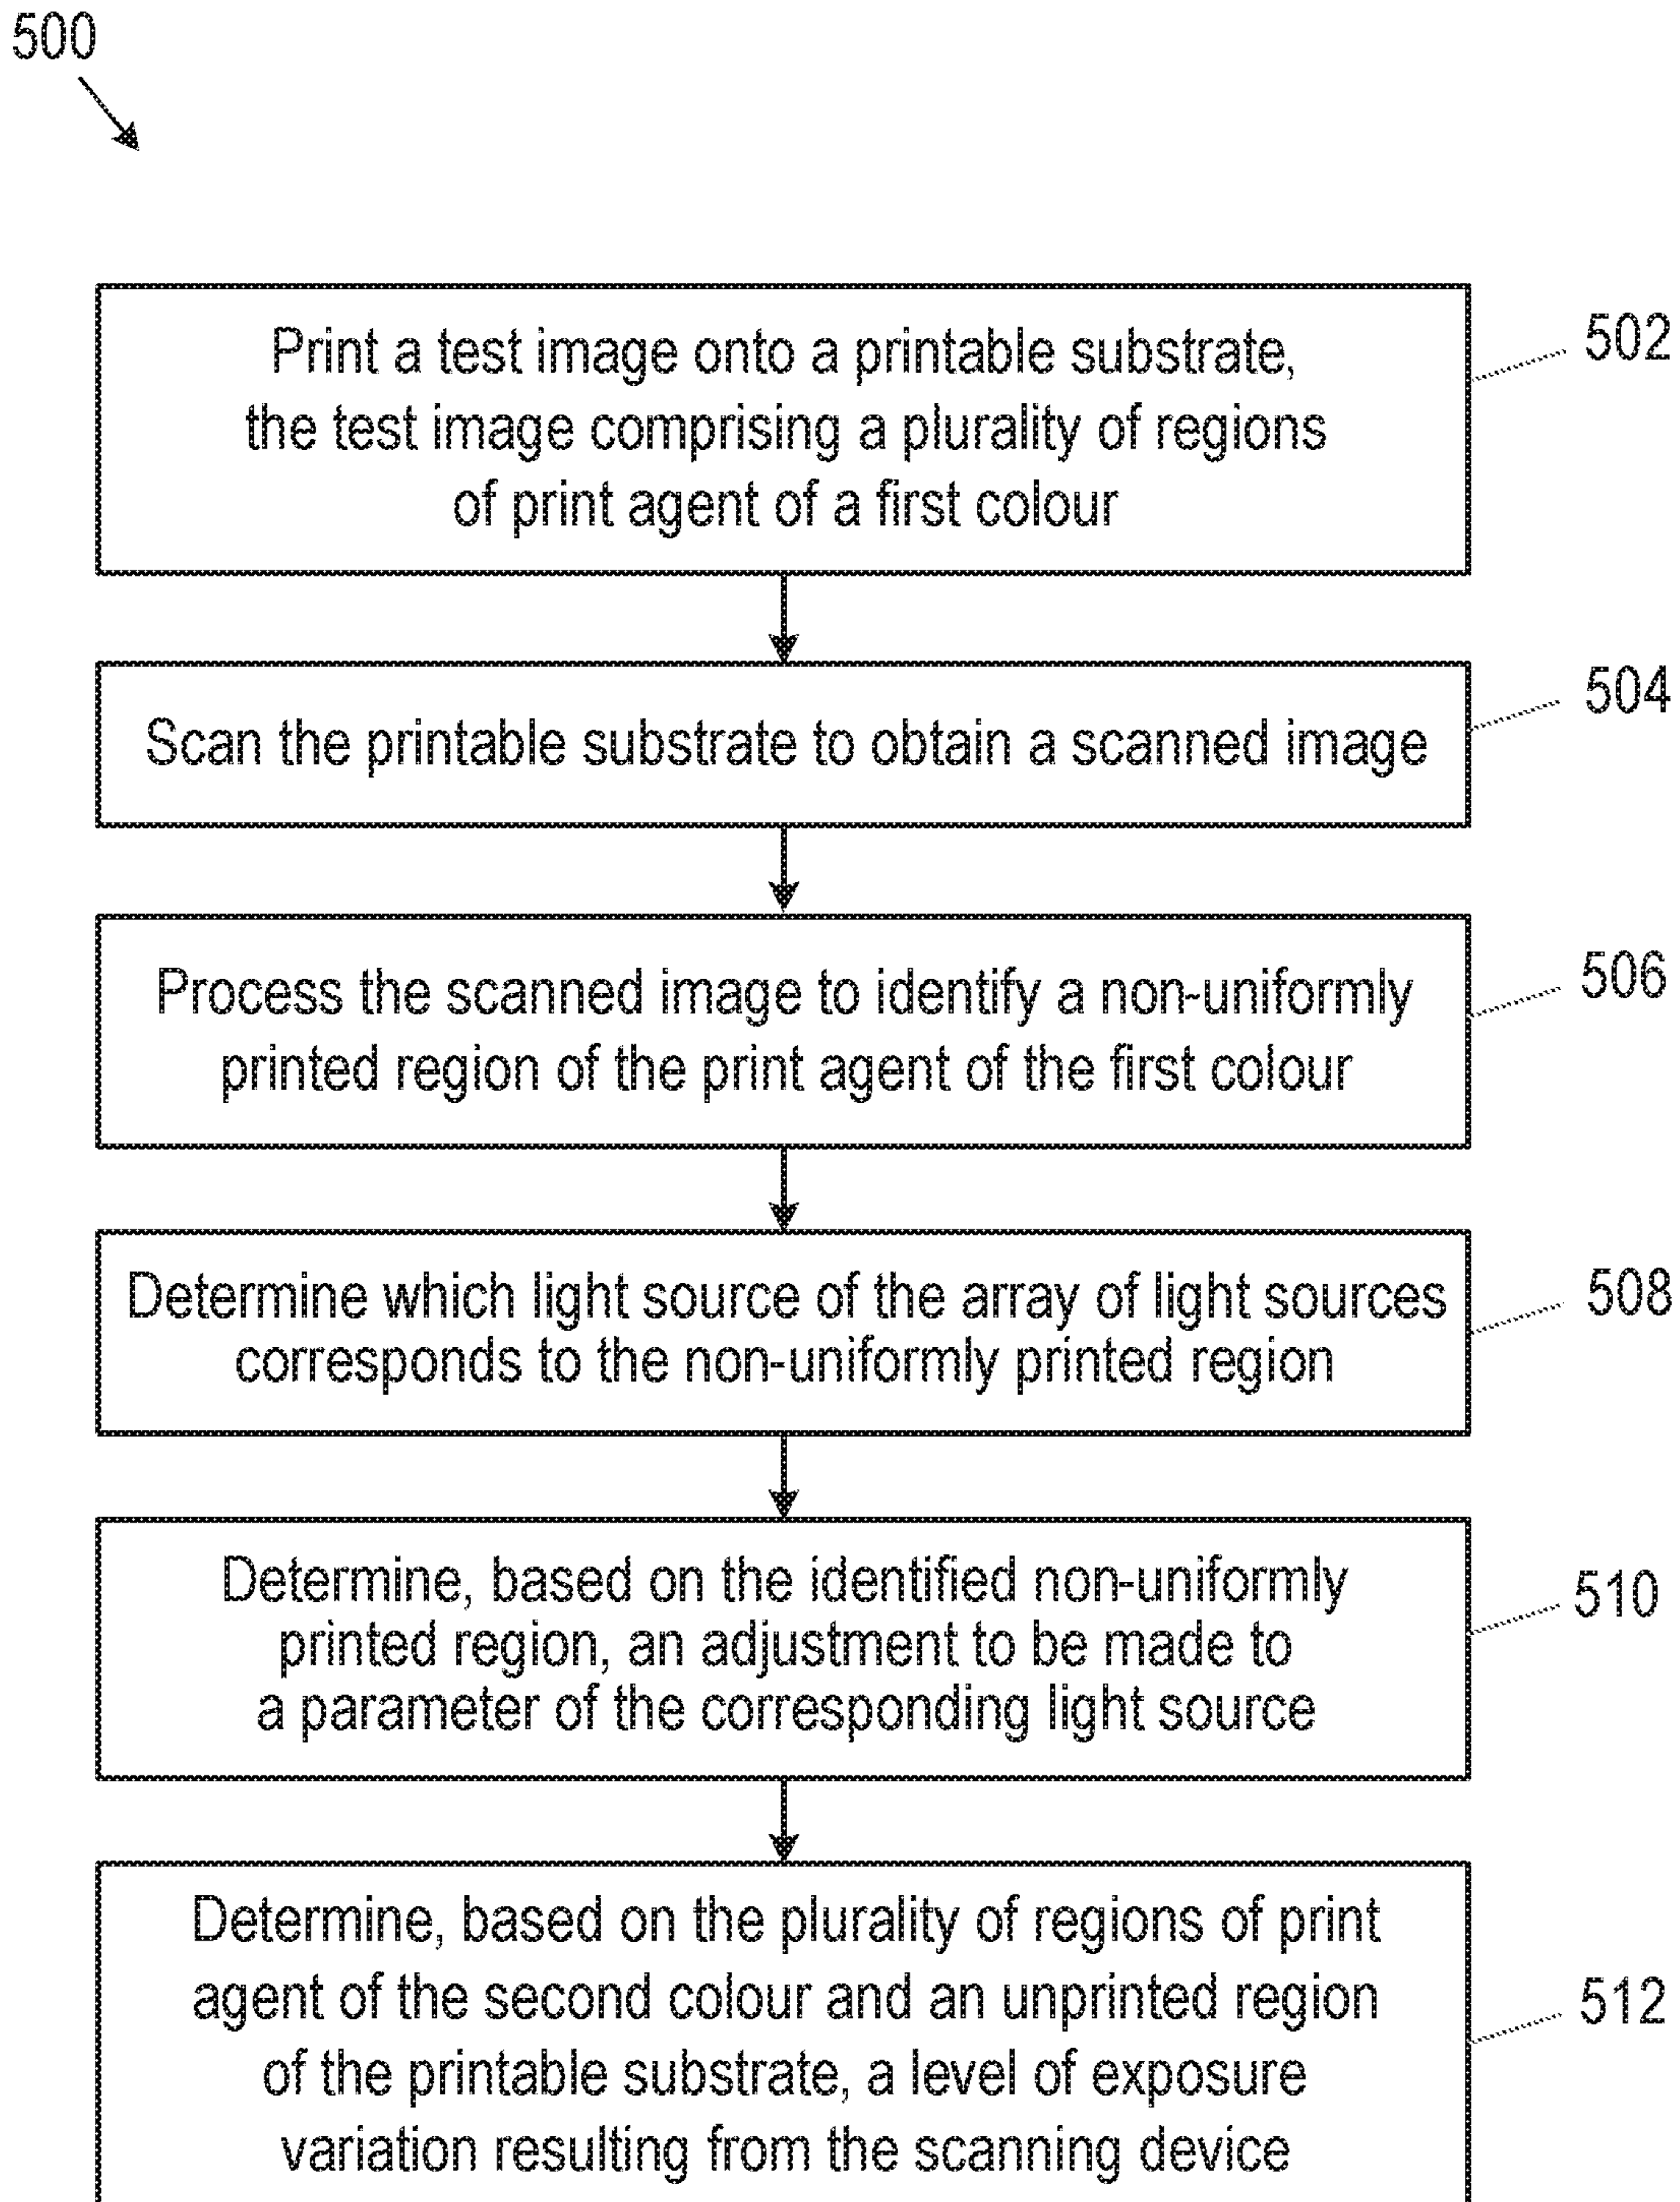 500
Print a test image onto a printable substrate,
the test image comprising a plurality of regions
of print agent of a first colour
502
Scan the printable substrate to obtain a scanned image
504
Process the scanned image to identify a non-uniformly
printed region of the print agent of the first colour
506
Determine which light source of the array of light sources
corresponds to the non-uniformly printed region
508
Determine, based on the identified non-uniformly
printed region, an adjustment to be made to
a parameter of the corresponding light source
510
Determine, based on the plurality of regions of print
agent of the second colour and an unprinted region
of the printable substrate, a level of exposure
variation resulting from the scanning device
512